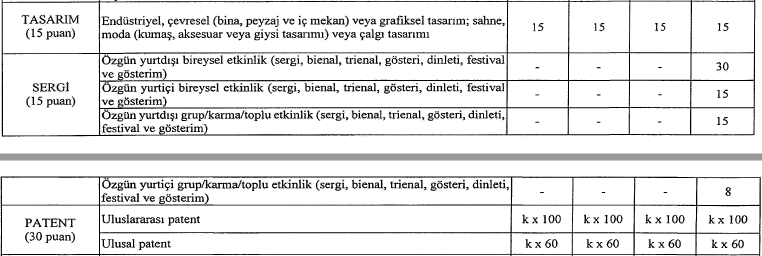 TASARIM
(15 puan)
Endüstriyel, çevresel (bina, peyzaj ve iç mekan) veya grafiksel tasarım; sahne,
moda (kumaş, aksesuar veya giysi tasarımı) veya çalgı tasarımı
15 15 15 15
SERGİ
(15 puan)
Özgün yurtdışı bireysel etkinlik (sergi, bienal, trienal, gösteri, dinleti, festival
ve gösterim)
- - - 30
Özgün yurtiçi bireysel etkinlik (sergi, bienal, trienal, gösteri, dinleti, festival
ve gösterim)
- - - 15
Özgün yurtdışı grup/karma/toplu etkinlik (sergi, bienal, trienal, gösteri, dinleti,
festival ve gösterim)
- - - 15
Özgün yurtiçi grup/karma/toplu etkinlik (sergi, bienal, trienal, gösteri, dinleti,
festival ve gösterim)
- - - 8
PATENT
(30 puan)
Uluslararası patent
k x 100 k x 100 k x 100 k x 100
Ulusal patent
k x 60 k x 60 k x 60 k x 60